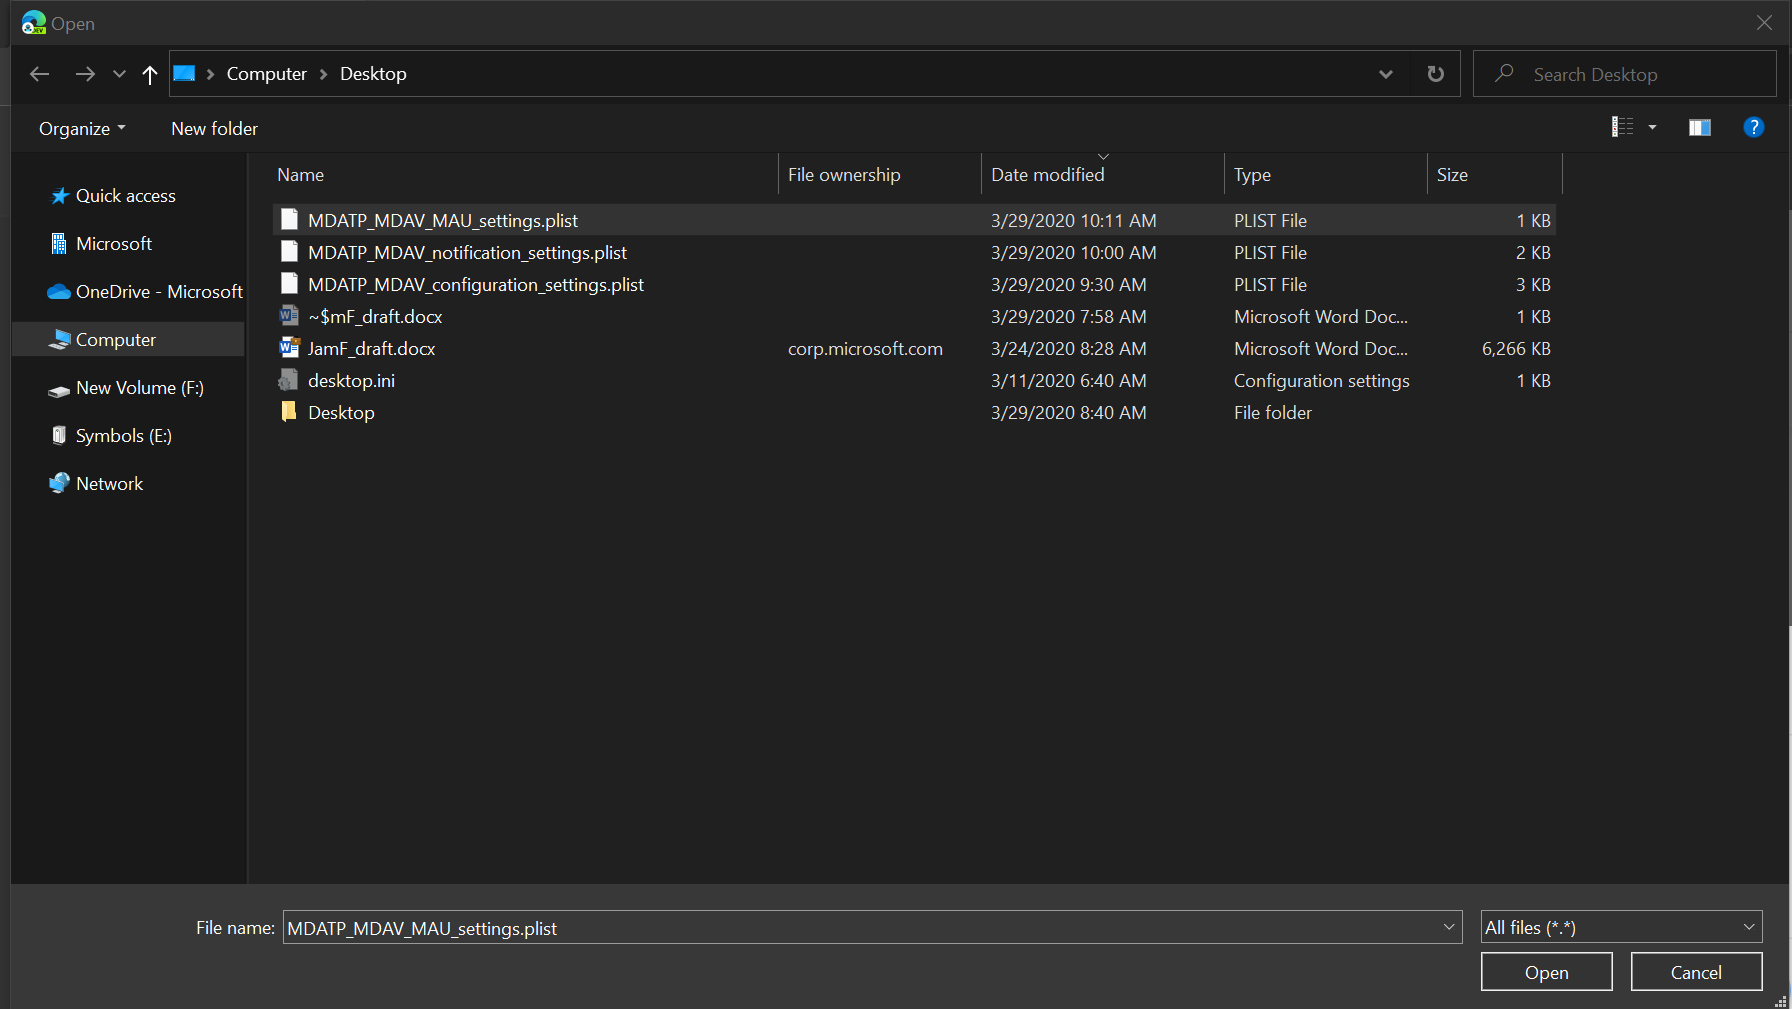 Open
Computer > Desktop
Search Desktop
Organize
New folder
?
Name File ownership Date modified Type Size
Quick access
Microsoft
OneDrive - Microsoft
Computer
New Volume (F:)
Symbols (E:)
Network
MDATP_MDAV_MAU_settings.plist 3/29/2020 10:11 AM PLIST File 1 KB
MDATP_MDAV_notification_settings.plist 3/29/2020 10:00 AM PLIST File 2 KB
MDATP_MDAV_configuration_settings.plist 3/29/2020 9:30 AM PLIST File 3 KB
~$mF_draft.docx 3/29/2020 7:58 AM Microsoft Word Doc... 1 KB
JamF_draft.docx corp.microsoft.com 3/24/2020 8:28 AM Microsoft Word Doc... 6,266 KB
desktop.ini 3/11/2020 6:40 AM Configuration settings 1 KB
Desktop 3/29/2020 8:40 AM File folder
File name: MDATP_MDAV_MAU_settings.plist All files (*.*)
Open Cancel